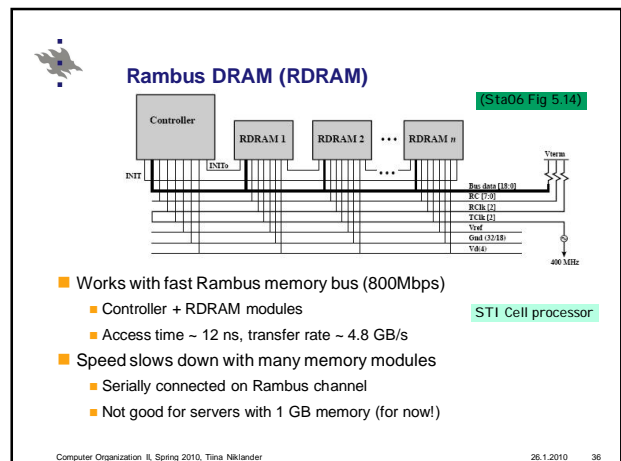 Rambus DRAM (RDRAM)
(Sta06 Fig 5.14)
Controller
RDRAM 1
RDRAM 2
• • •
RDRAM n
Vterm
INIT
INITo
• • •
Bus data [18:0]
RC [7:0]
RClk [2]
TClk [2]
Vref
Gnd (32/18)
Vd(4)
400 MHz
Works with fast Rambus memory bus (800Mbps)
Controller + RDRAM modules
Access time ~ 12 ns, transfer rate ~ 4.8 GB/s
STI Cell processor
Speed slows down with many memory modules
Serially connected on Rambus channel
Not good for servers with 1 GB memory (for now!)
Computer Organization II, Spring 2010, Tiina Niklander
26.1.2010
36